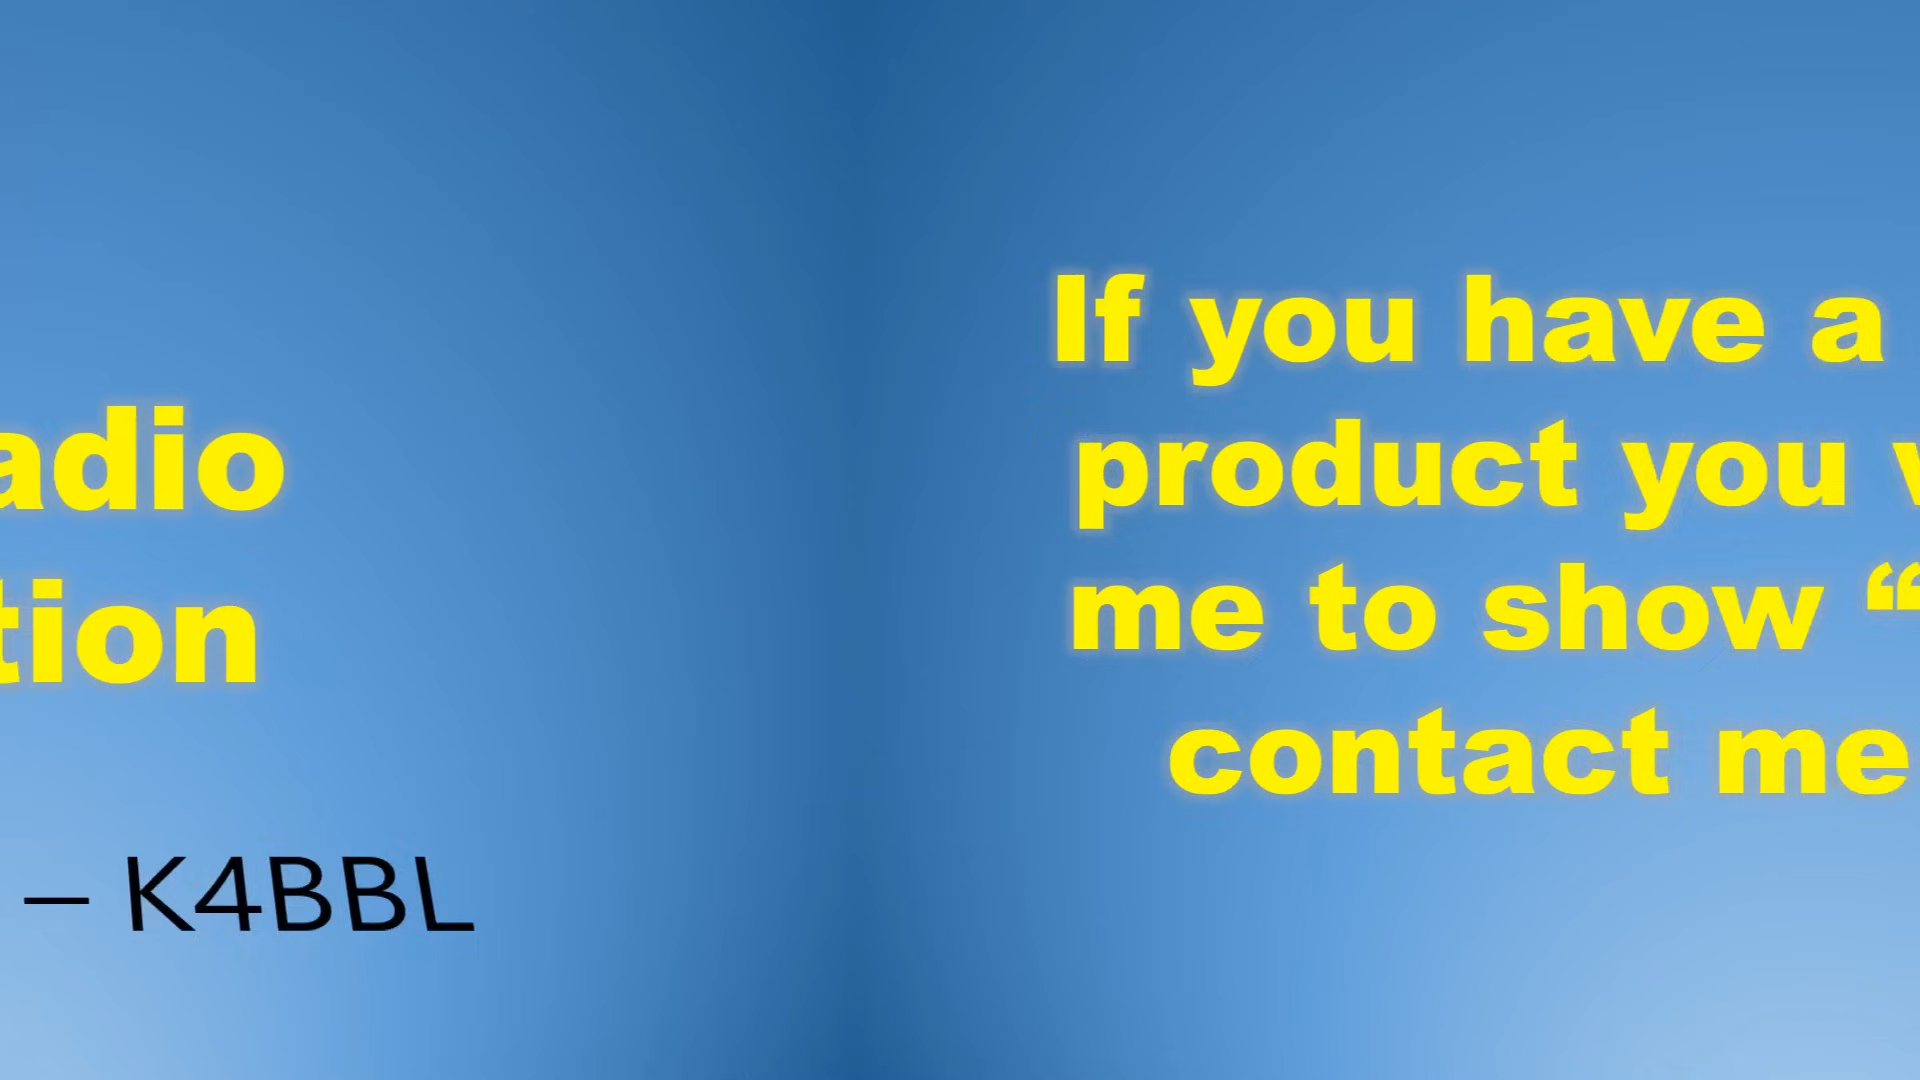 adio
tion
– K4BBL
If you have a
product you
me to show “
contact me